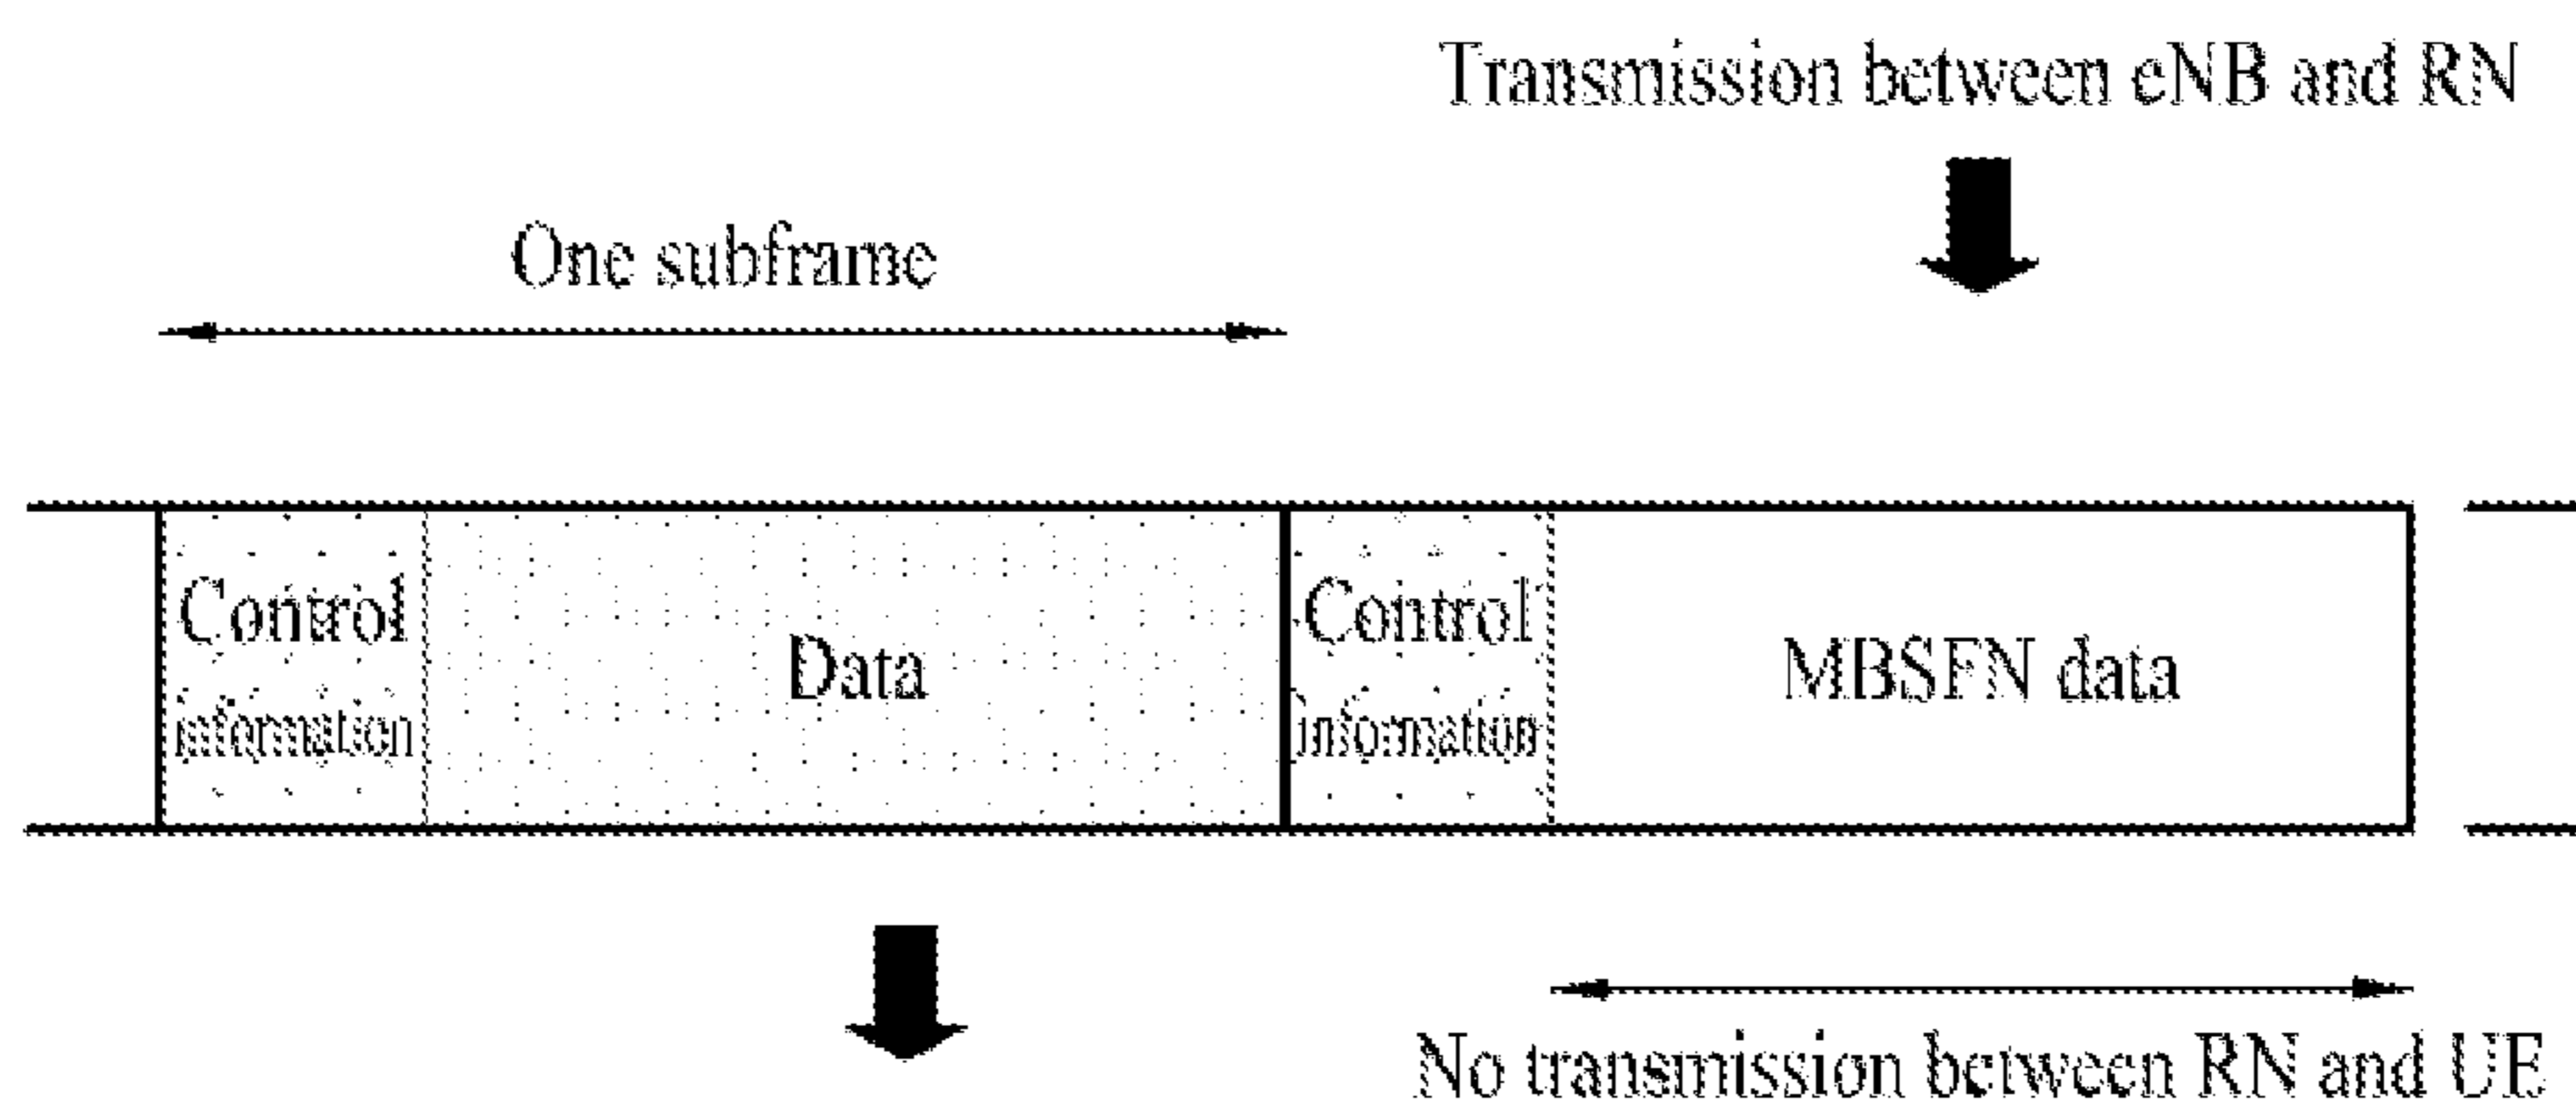 Transmission between eNB and RN
One subframe
Control
information
Data
Control
information
MBSFN data
No transmission between RN and UE